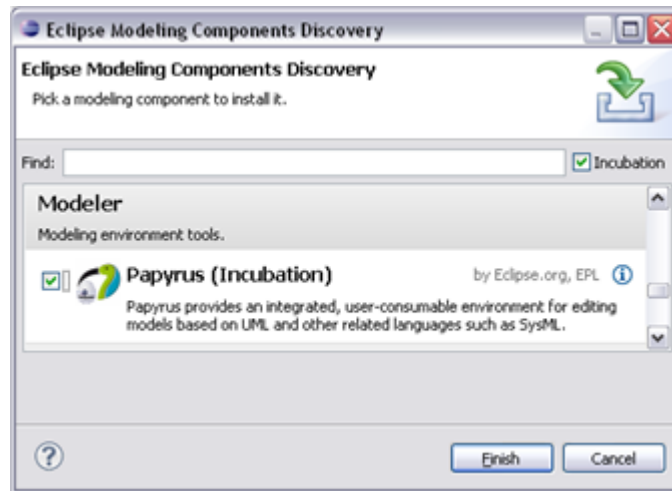 Eclipse Modeling Components Discovery
Eclipse Modeling Components Discovery
Pick a modeling component to install it.
Find:
Incubation
Modeler
Modeling environment tools.
Papyrus (Incubation)
by Eclipse.org, EPL
Papyrus provides an integrated, user-consumable environment for editing
models based on UML and other related languages such as SysML.
Finish
Cancel